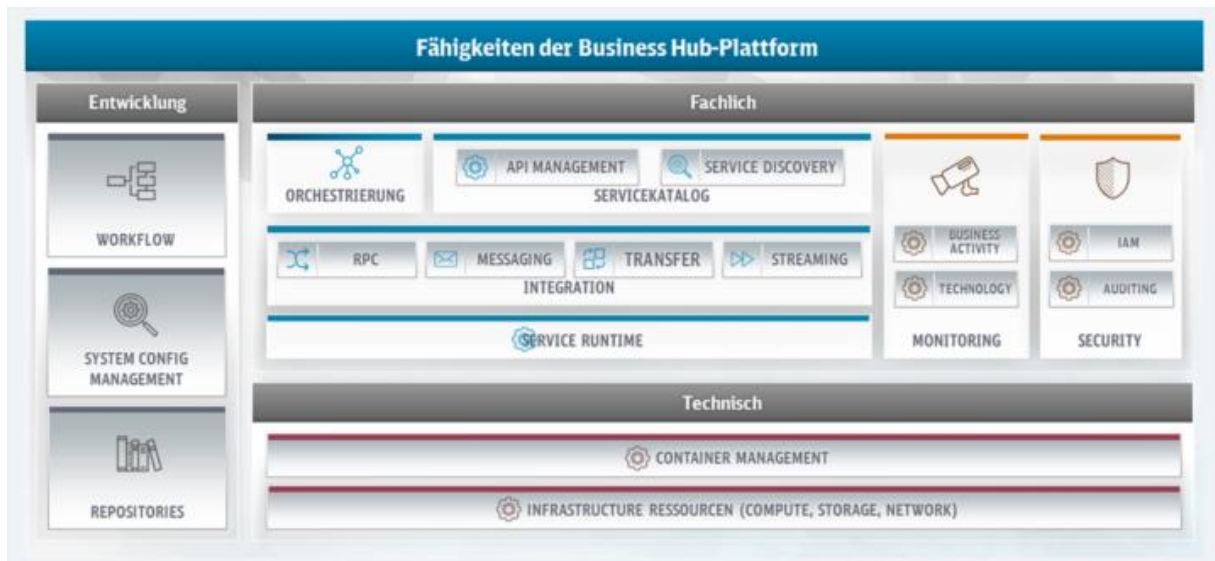 Fähigkeiten der Business Hub-Plattform
Entwicklung
WORKFLOW
SYSTEM CONFIG
MANAGEMENT
REPOSITORIES
Fachlich
ORCHESTRIERUNG
API MANAGEMENT
SERVICE DISCOVERY
SERVICEKATALOG
RPC
MESSAGING
TRANSFER
STREAMING
INTEGRATION
SERVICE RUNTIME
BUSINESS
ACTIVITY
TECHNOLOGY
MONITORING
IAM
AUDITING
SECURITY
Technisch
CONTAINER MANAGEMENT
INFRASTRUCTURE RESSOURCEN (COMPUTE, STORAGE, NETWORK)